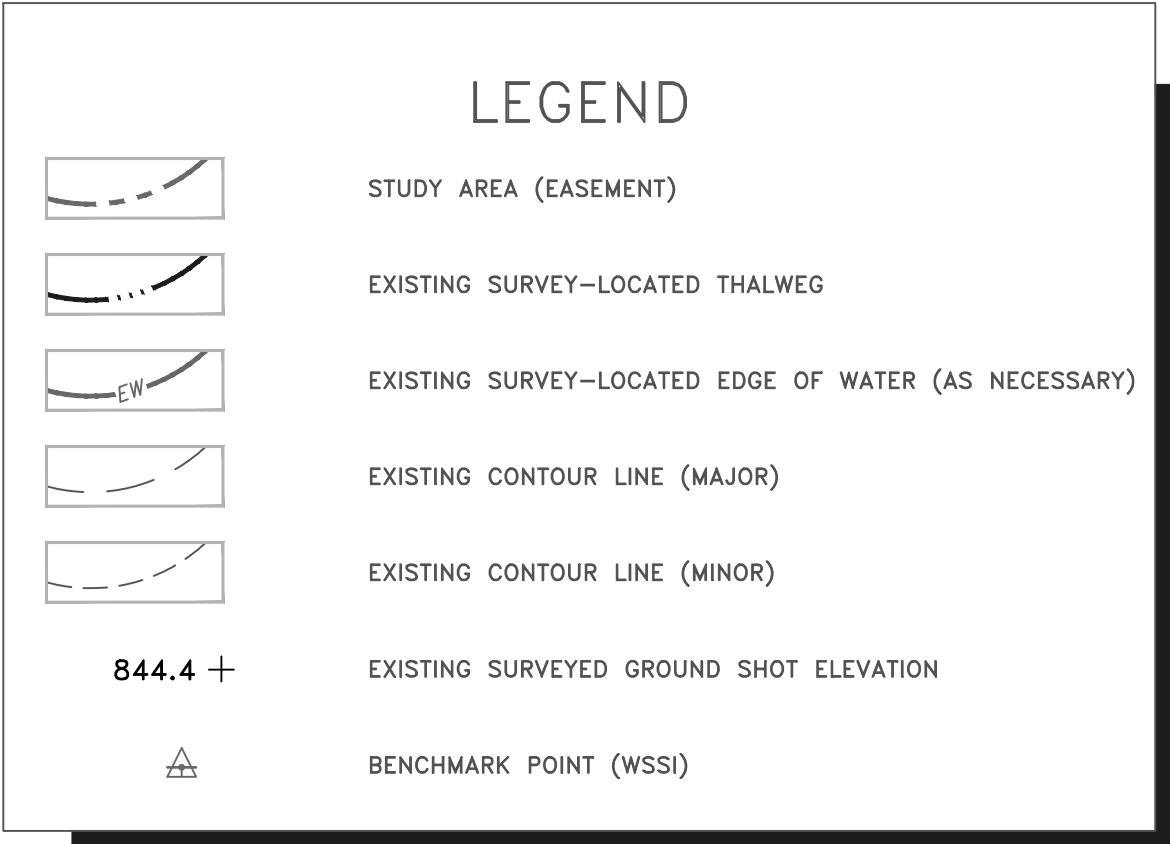 LEGEND
STUDY AREA (EASEMENT)
EXISTING SURVEY-LOCATED THALWEG
EW EXISTING SURVEY-LOCATED EDGE OF WATER (AS NECESSARY)
EXISTING CONTOUR LINE (MAJOR)
EXISTING CONTOUR LINE (MINOR)
844.4 + EXISTING SURVEYED GROUND SHOT ELEVATION
BENCHMARK POINT (WSSI)